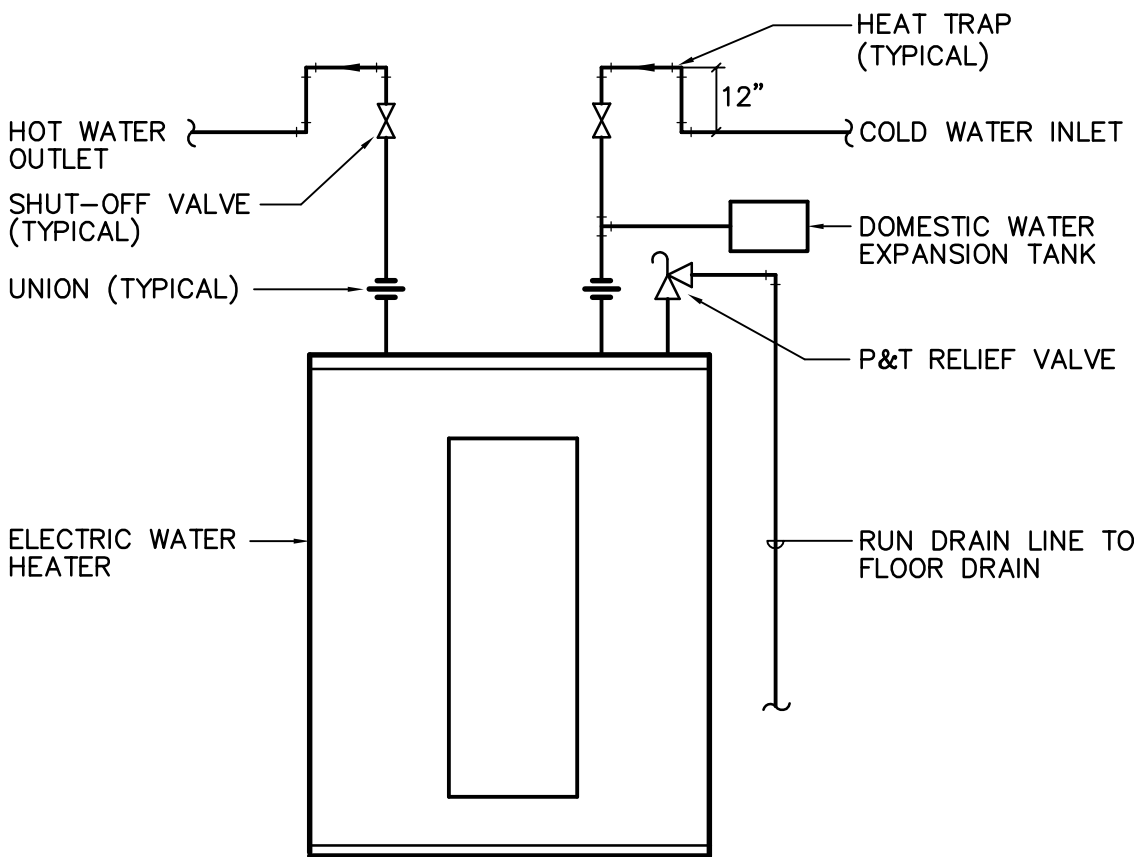 HEAT TRAP
(TYPICAL)
12”
HOT WATER
OUTLET
COLD WATER INLET
SHUT-OFF VALVE
(TYPICAL)
DOMESTIC WATER
EXPANSION TANK
UNION (TYPICAL)
P&T RELIEF VALVE
ELECTRIC WATER
HEATER
RUN DRAIN LINE TO
FLOOR DRAIN